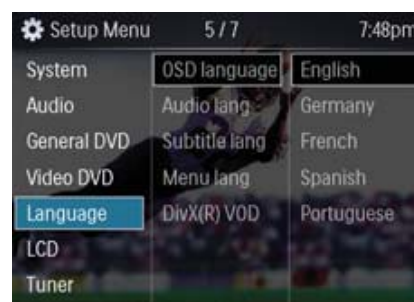 Setup Menu 5 / 7 7:48pm
System OSD language English
Audio Audio lang Germany
General DVD Subtitle lang French
Video DVD Menu lang Spanish
Language DivX(R) VOD Portuguese
LCD
Tuner